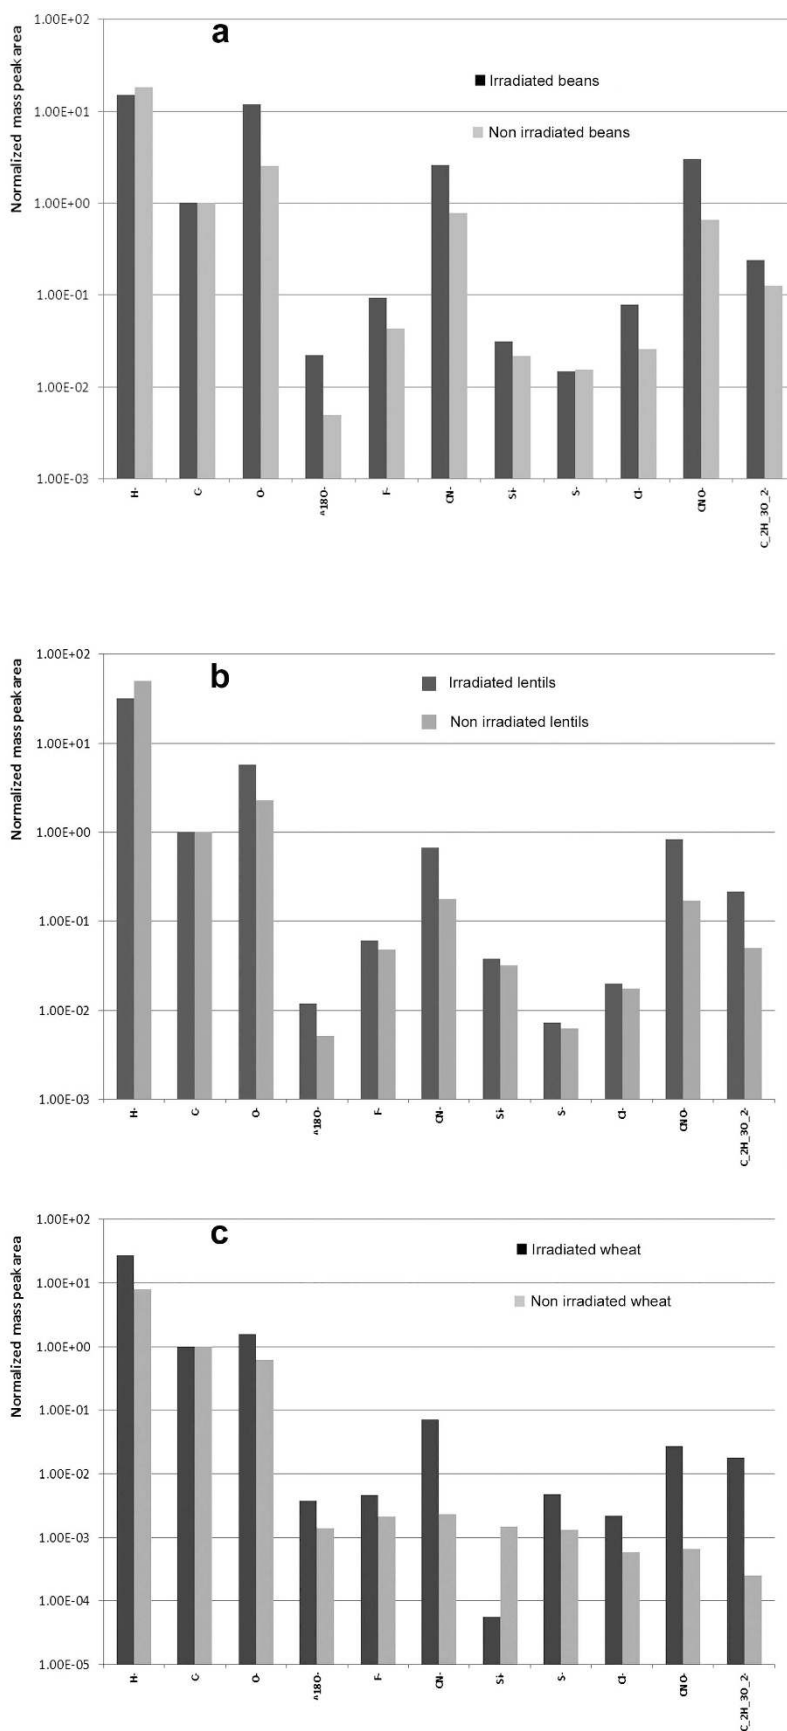 a
Normalized mass peak area
1.00E+02
1.00E+01
1.00E+00
1.00E-01
1.00E-02
1.00E-03
Irradiated beans
Non irradiated beans
H-
C-
O-
^18O-
F-
CN-
Si-
S-
Cl-
CNO-
C_2H_3O_2-
b
Normalized mass peak area
1.00E+02
1.00E+01
1.00E+00
1.00E-01
1.00E-02
1.00E-03
Irradiated lentils
Non irradiated lentils
H-
C-
O-
^18O-
F-
CN-
Si-
S-
Cl-
CNO-
C_2H_3O_2-
c
Normalized mass peak area
1.00E+02
1.00E+01
1.00E+00
1.00E-01
1.00E-02
1.00E-03
1.00E-04
1.00E-05
Irradiated wheat
Non irradiated wheat
H-
C-
O-
^18O-
F-
CN-
Si-
S-
Cl-
CNO-
C_2H_3O_2-